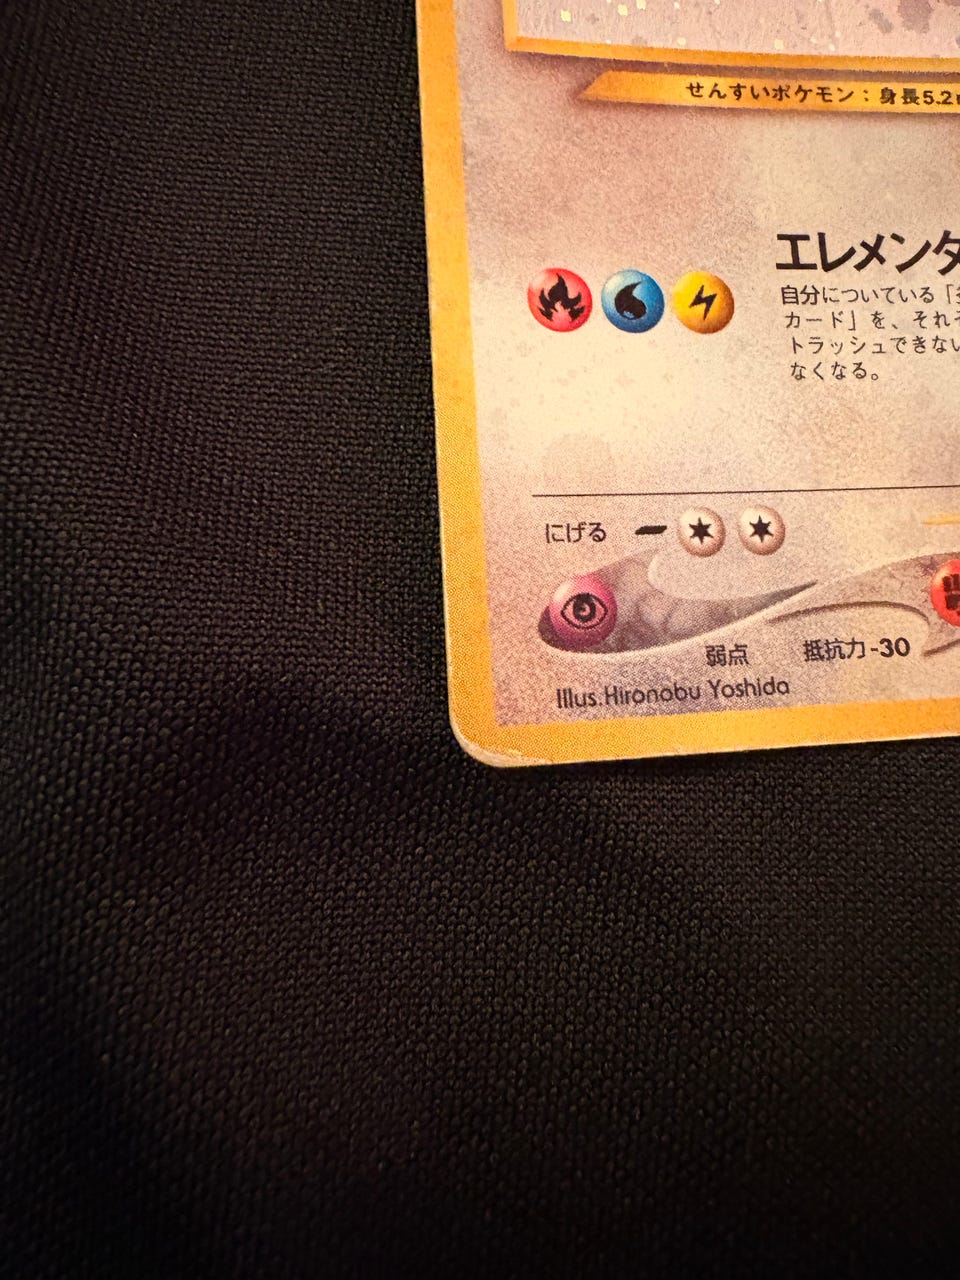 せんすいポケモン：身長5.2
エレメンタ
自分についている「
カード」を、それ
トラッシュできない
なくなる。
にげる
弱点 抵抗力-30
Illus.Hironobu Yoshida